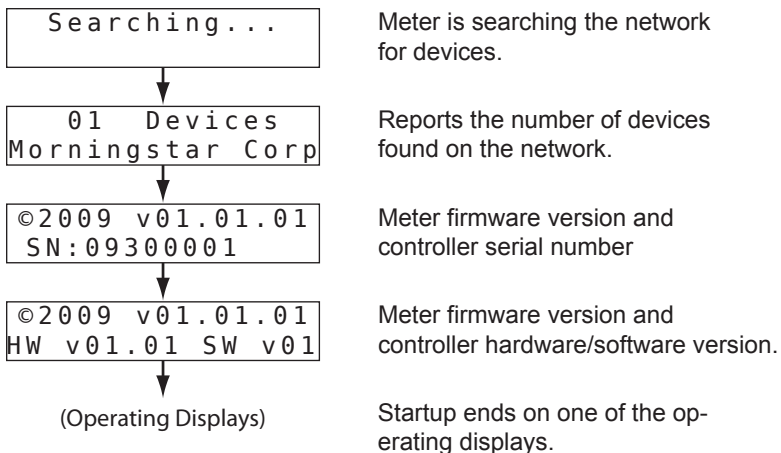 Searching...
Meter is searching the network
for devices.
01 Devices
Morningstar Corp
Reports the number of devices
found on the network.
©2009 v01.01.01
SN:09300001
Meter firmware version and
controller serial number
©2009 v01.01.01
HW v01.01 SW v01
Meter firmware version and
controller hardware/software version.
(Operating Displays)
Startup ends on one of the op-
erating displays.